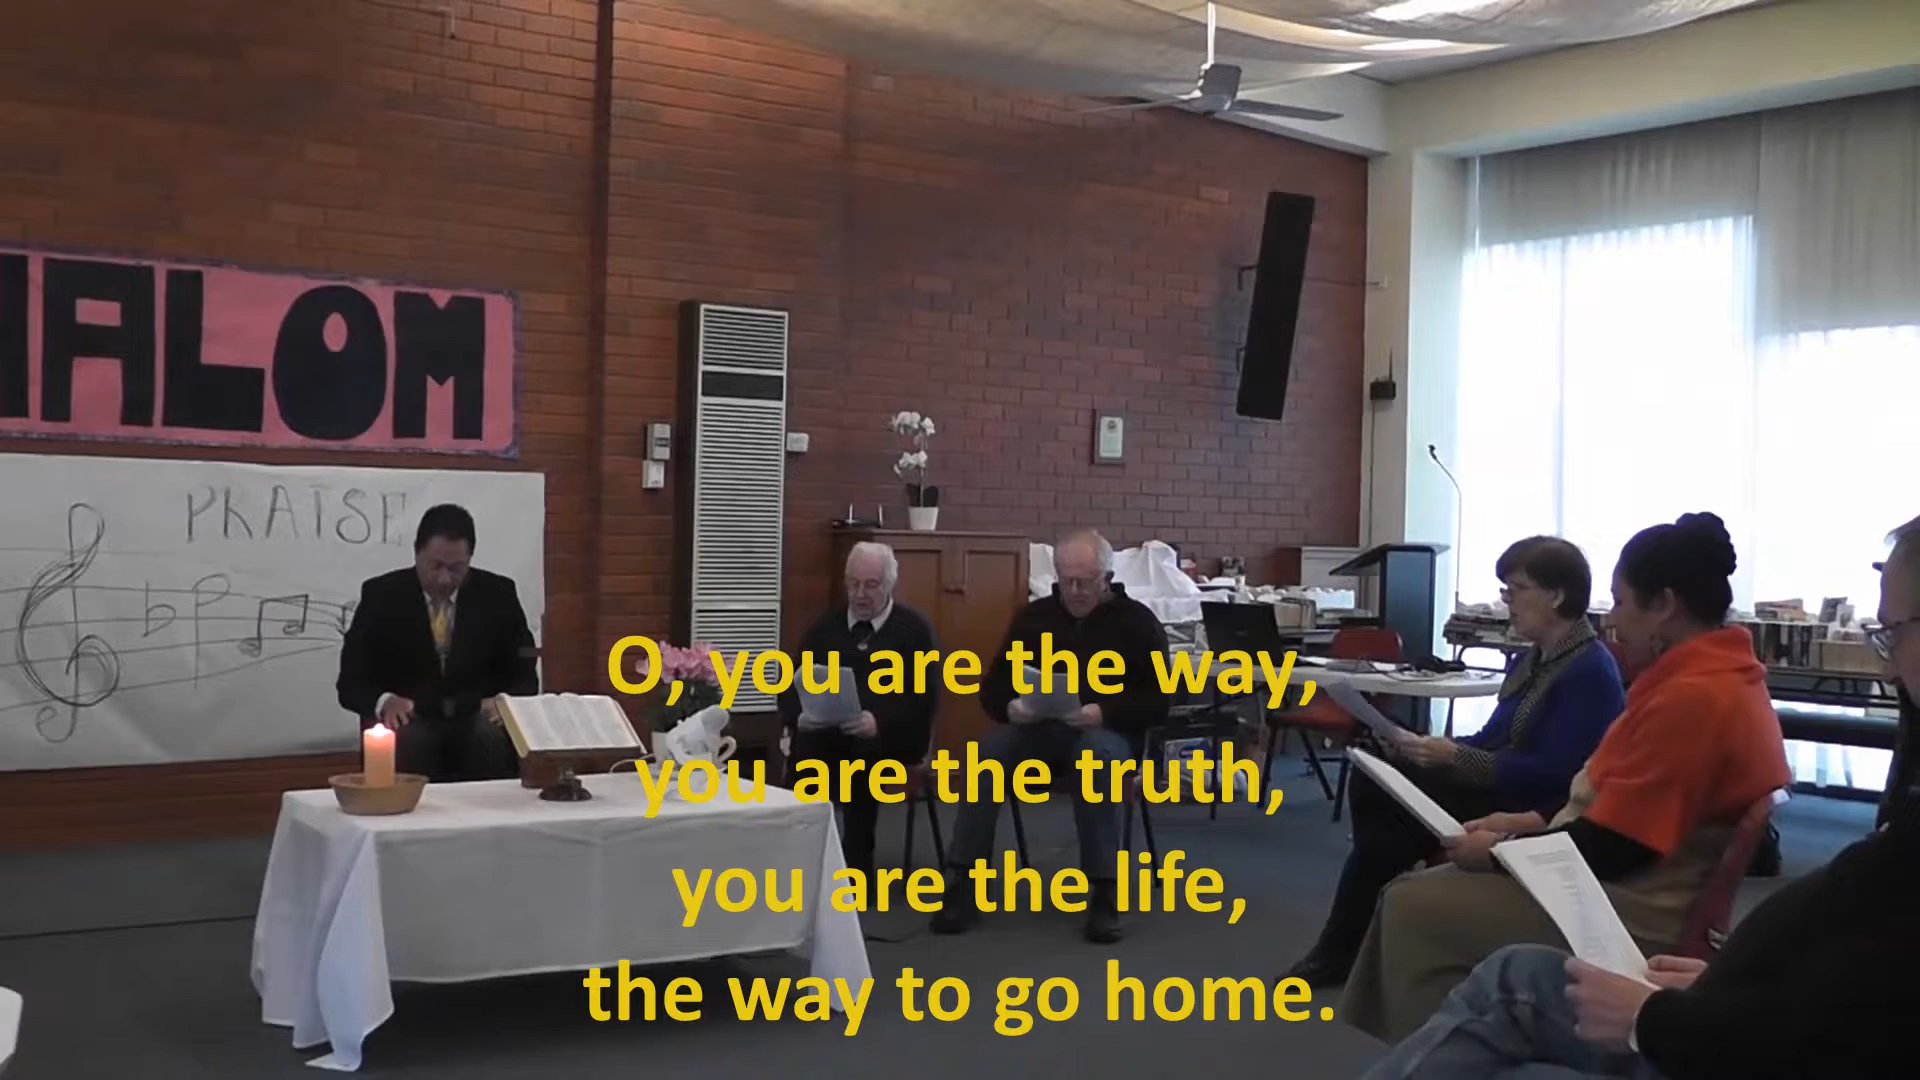 HALOM
PRAISE
O, you are the way,
you are the truth,
you are the life,
the way to go home.